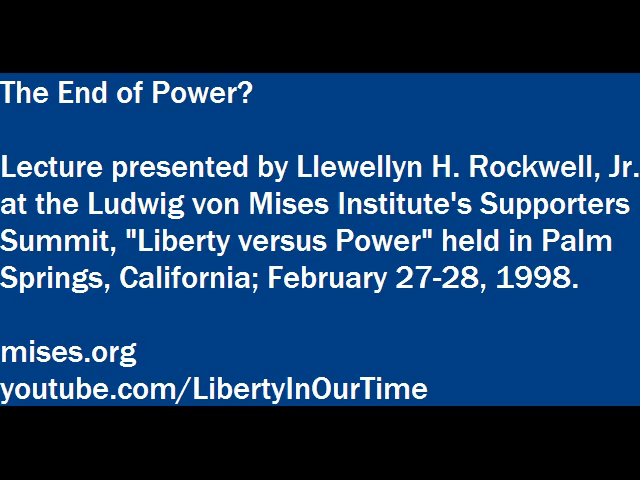 The End of Power?
Lecture presented by Llewellyn H. Rockwell, Jr.
at the Ludwig von Mises Institute's Supporters
Summit, "Liberty versus Power" held in Palm
Springs, California; February 27-28, 1998.
mises.org
youtube.com/LibertyInOurTime